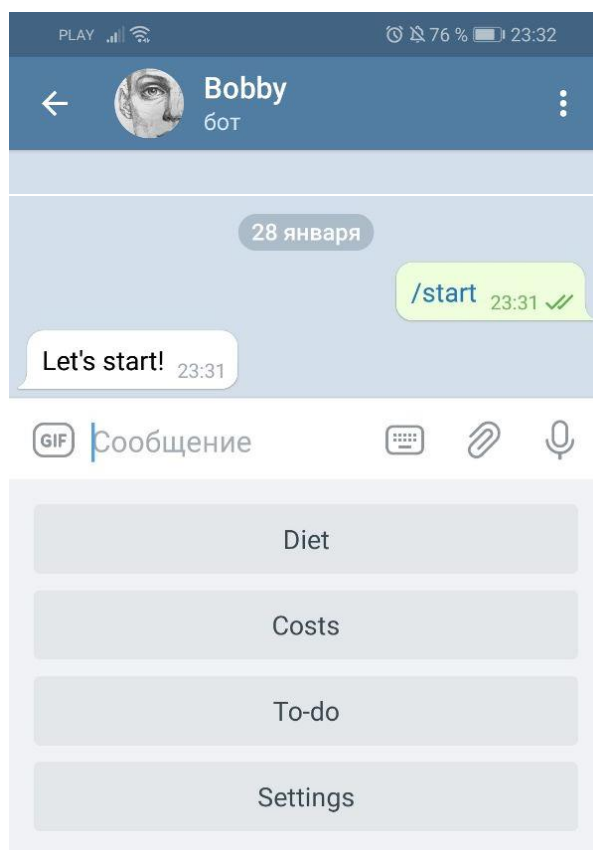 PLAY 76 % 23:32
Bobby
бот
28 января
/start 23:31
Let's start! 23:31
GIF Сообщение
Diet
Costs
To-do
Settings